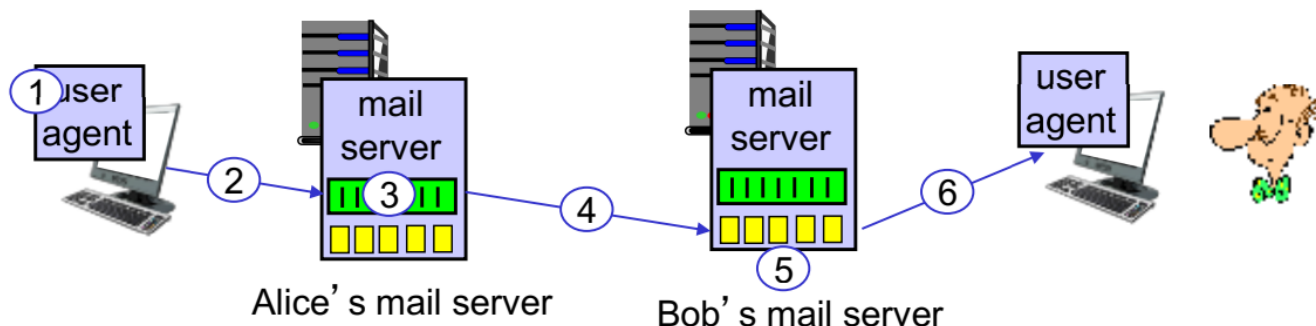 1 user
agent
2
mail
server
3
Alice’s mail server
4
mail
server
5
Bob’s mail server
6
user
agent